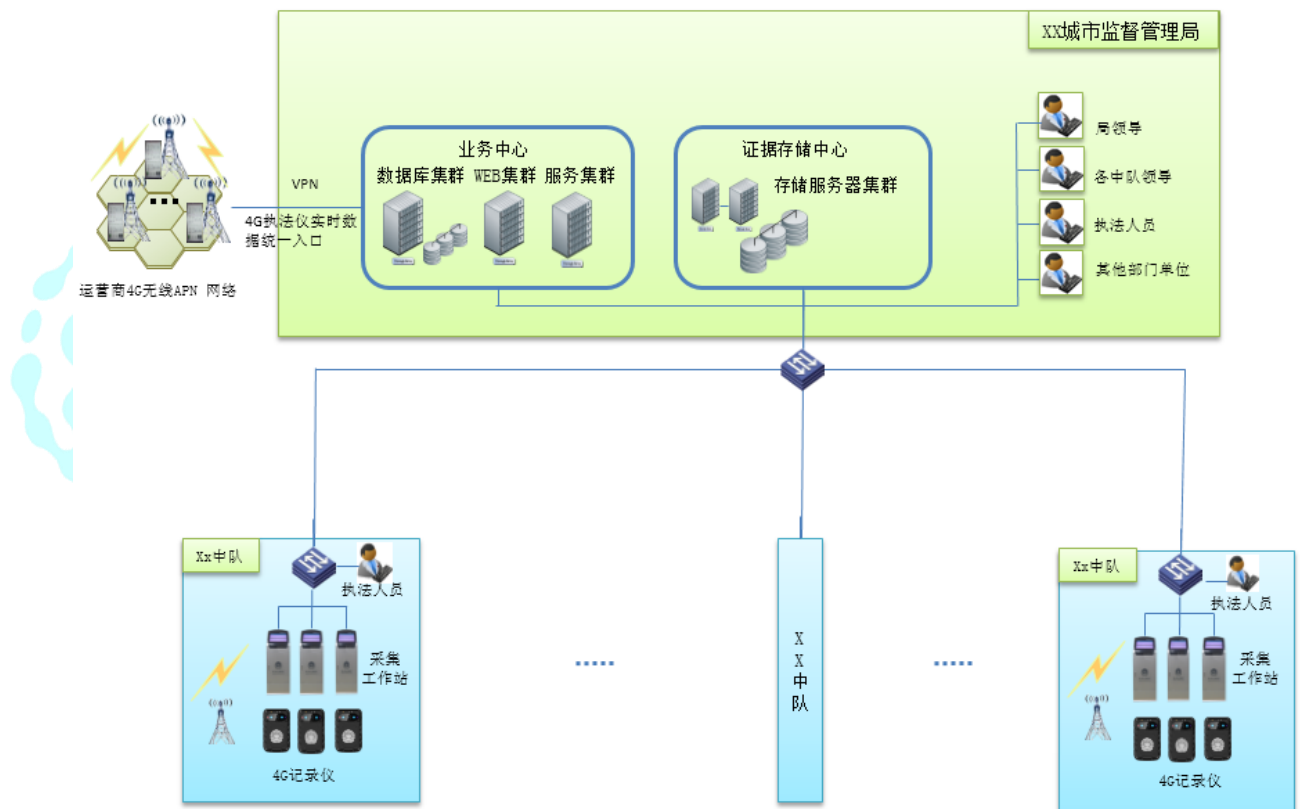 XX城市监督管理局
业务中心
数据库集群 WEB集群 服务集群
证据存储中心
存储服务器集群
局领导
各中队领导
执法人员
其他部门单位
VPN
4G执法仪实时数
据统一入口
运营商4G无线APN 网络
Xx中队
执法人员
采集
工作站
4G记录仪
X
X
中
队
Xx中队
执法人员
采集
工作站
4G记录仪